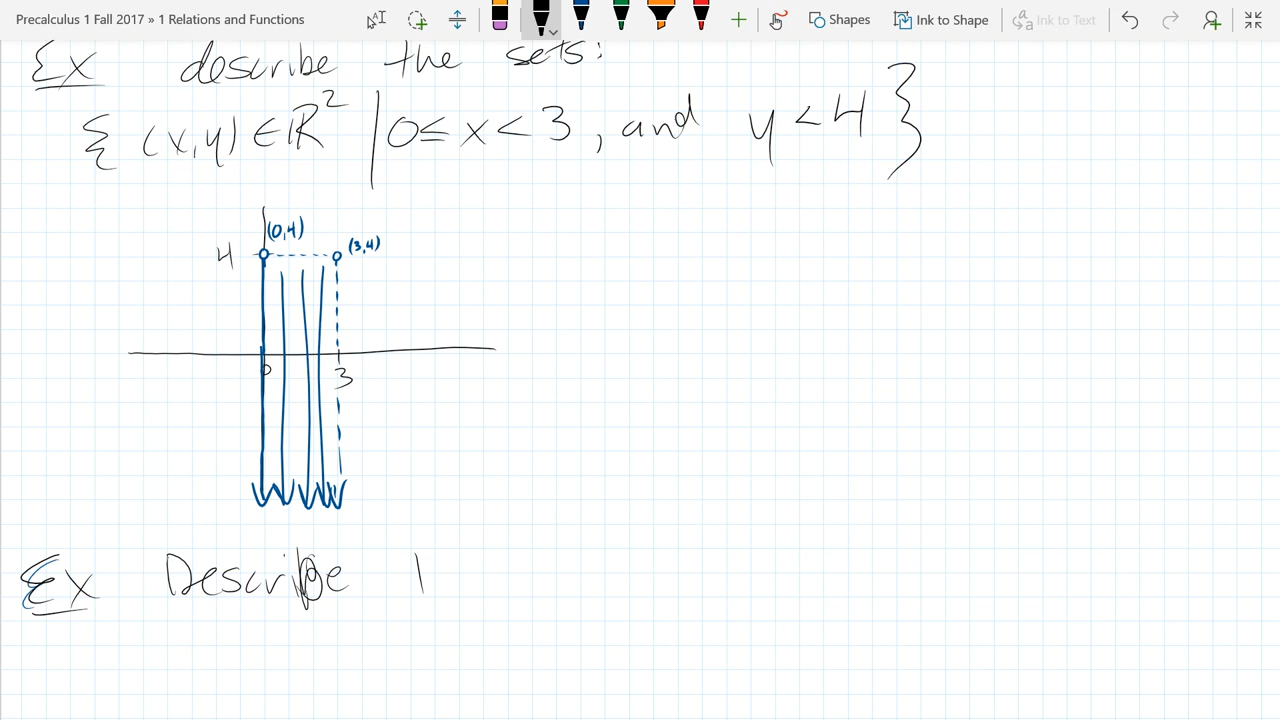 Precalculus 1 Fall 2017 » 1 Relations and Functions
Shapes
Ink to Shape
Ink to Text
Ex describe the sets:
{ (x,y) ∈ ℝ² | 0 ≤ x < 3, and y < 4 }
(0,4)
4
(3,4)
0
3
Ex Describe